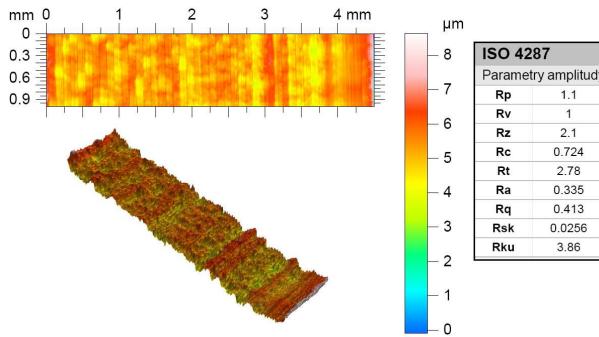 mm 0 1 2 3 4 mm
0
0.3
0.6
0.9
µm
8
7
6
5
4
3
2
1
0
ISO 4287
Parametry amplitudy
Rp 1.1
Rv 1
Rz 2.1
Rc 0.724
Rt 2.78
Ra 0.335
Rq 0.413
Rsk 0.0256
Rku 3.86